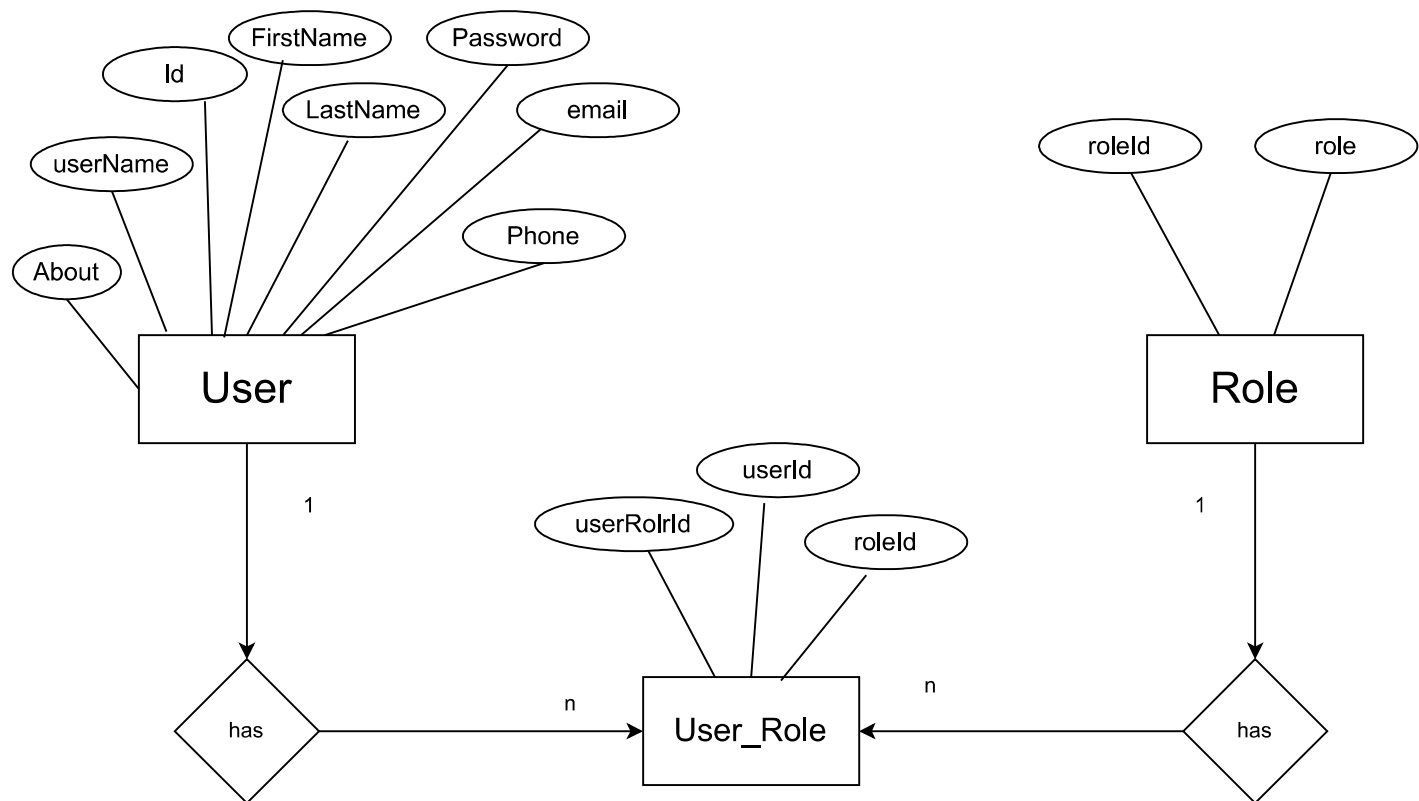 FirstName
Password
Id
LastName
email
userName
roleId
role
Phone
About
User
Role
userId
1
1
userRolrId
roleId
n
n
has
User_Role
has